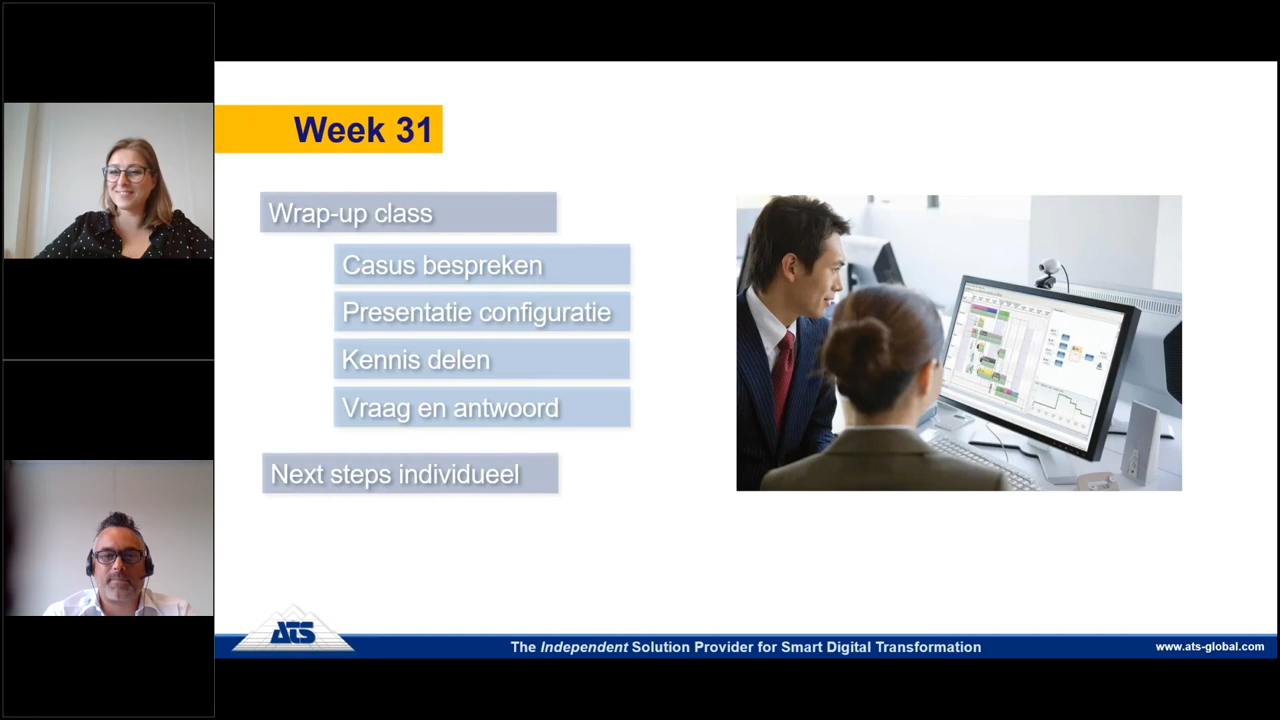 Week 31
Wrap-up class
Casus bespreken
Presentatie configuratie
Kennis delen
Vraag en antwoord
Next steps individueel
ATS
The Independent Solution Provider for Smart Digital Transformation
www.ats-global.com